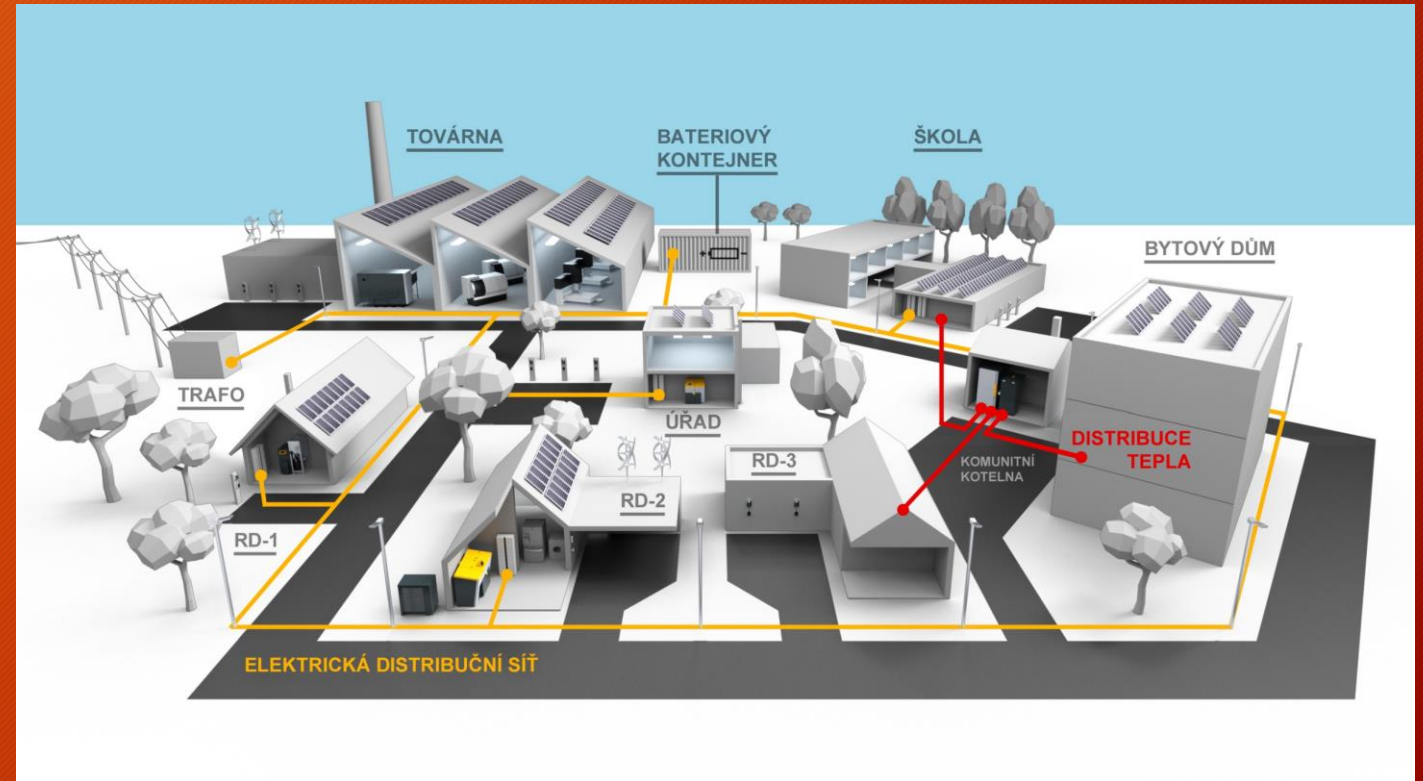 TOVÁRNA
BATERIOVÝ
KONTEJNER
ŠKOLA
BYTOVÝ DŮM
TRAFO
ÚŘAD
RD-3
DISTRIBUCE
TEPLA
KOMUNITNÍ
KOTELNA
RD-2
RD-1
ELEKTRICKÁ DISTRIBUČNÍ SÍŤ